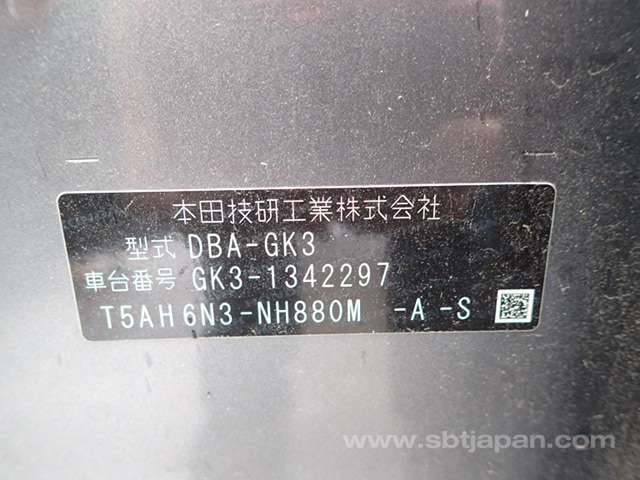 本田技研工業株式会社
型式 DBA-GK3
車台番号 GK3-1342297
T5AH6N3-NH880M -A -S
www.sbtjapan.com